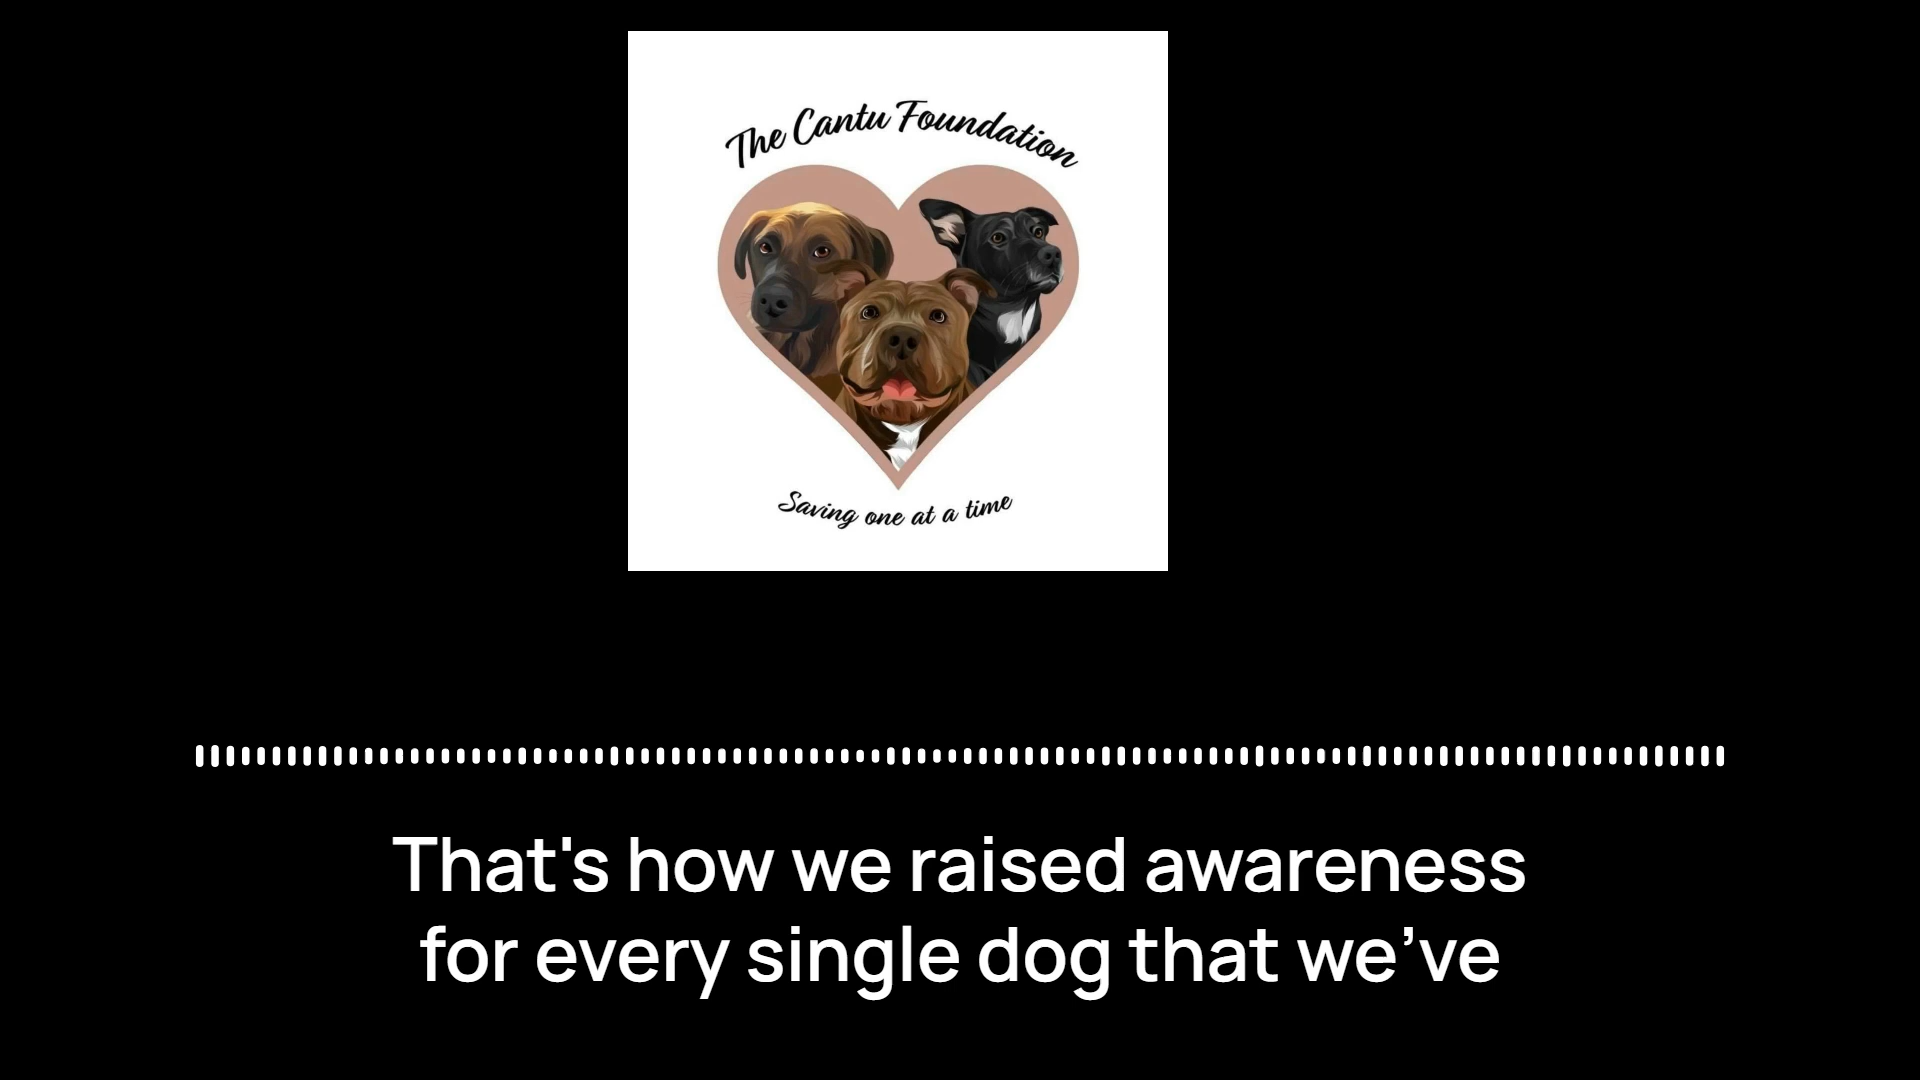 The Cantu Foundation
Saving one at a time
That's how we raised awareness
for every single dog that we’ve